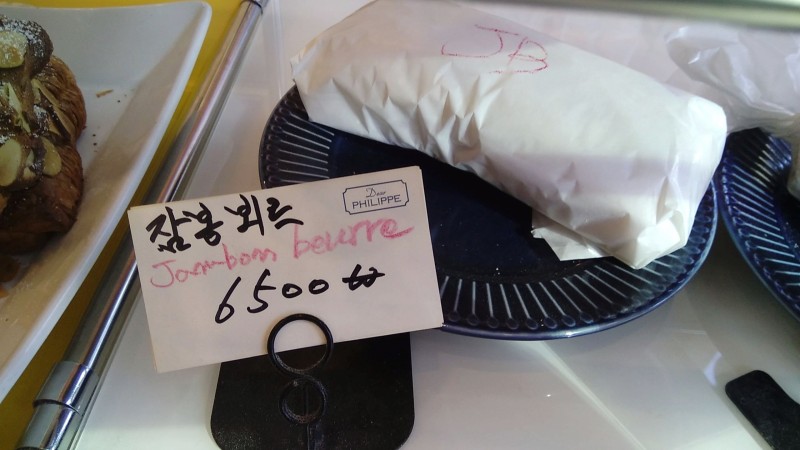 JB
Dear
PHILIPPE
잠봉 뵈르
Jambon beurre
6500₩